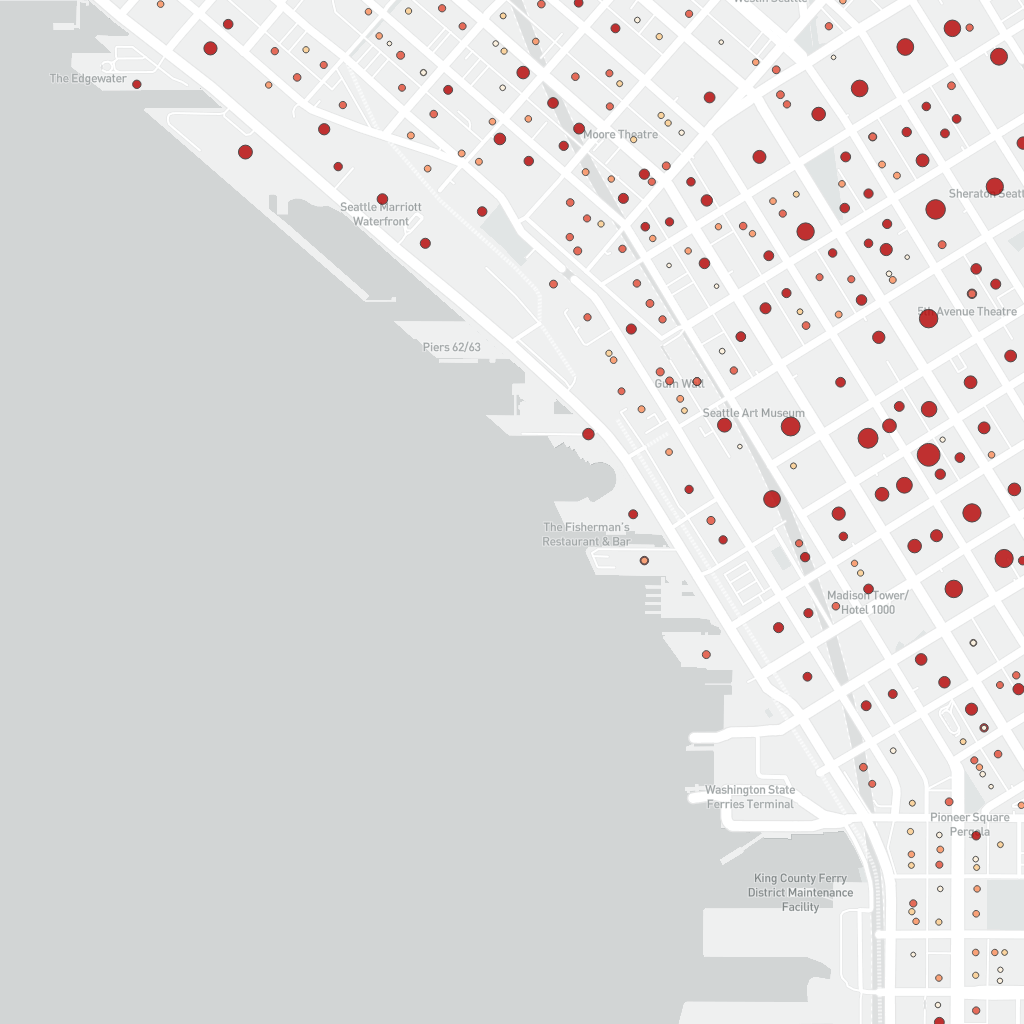 Westin Seattle
The Edgewater
Moore Theatre
Sheraton Seatt
Seattle Marriott
Waterfront
5th Avenue Theatre
Piers 62/63
Gum Wall
Seattle Art Museum
The Fisherman's
Restaurant & Bar
Madison Tower/
Hotel 1000
Washington State
Ferries Terminal
Pioneer Square
Pergola
King County Ferry
District Maintenance
Facility